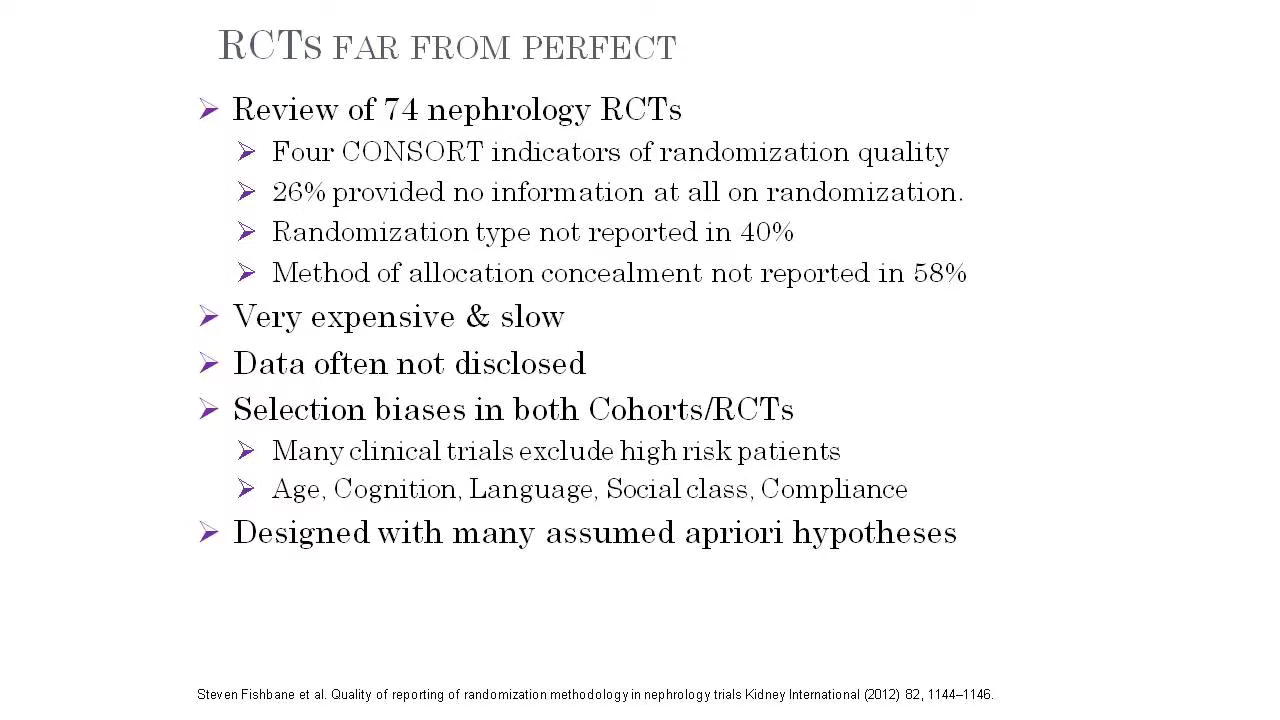 RCTs FAR FROM PERFECT
Review of 74 nephrology RCTs
Four CONSORT indicators of randomization quality
26% provided no information at all on randomization.
Randomization type not reported in 40%
Method of allocation concealment not reported in 58%
Very expensive & slow
Data often not disclosed
Selection biases in both Cohorts/RCTs
Many clinical trials exclude high risk patients
Age, Cognition, Language, Social class, Compliance
Designed with many assumed apriori hypotheses
Steven Fishbane et al. Quality of reporting of randomization methodology in nephrology trials Kidney International (2012) 82, 1144–1146.